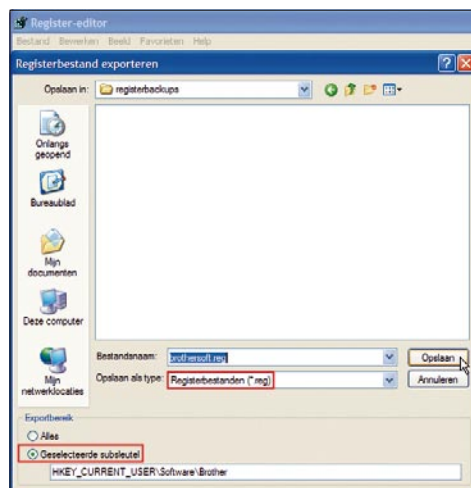 Register-editor
Bestand Bewerken Beeld Favorieten Help
Registerbestand exporteren
Opslaan in: registerbackups
Onlangs
geopend
Bureaublad
Mijn
documenten
Deze computer
Mijn
netwerklocaties
Bestandsnaam: brothersoft.reg
Opslaan
Opslaan als type: Registerbestanden (*.reg)
Annuleren
Exportbereik
Alles
Geselecteerde subsleutel
HKEY_CURRENT_USER\Software\Brother